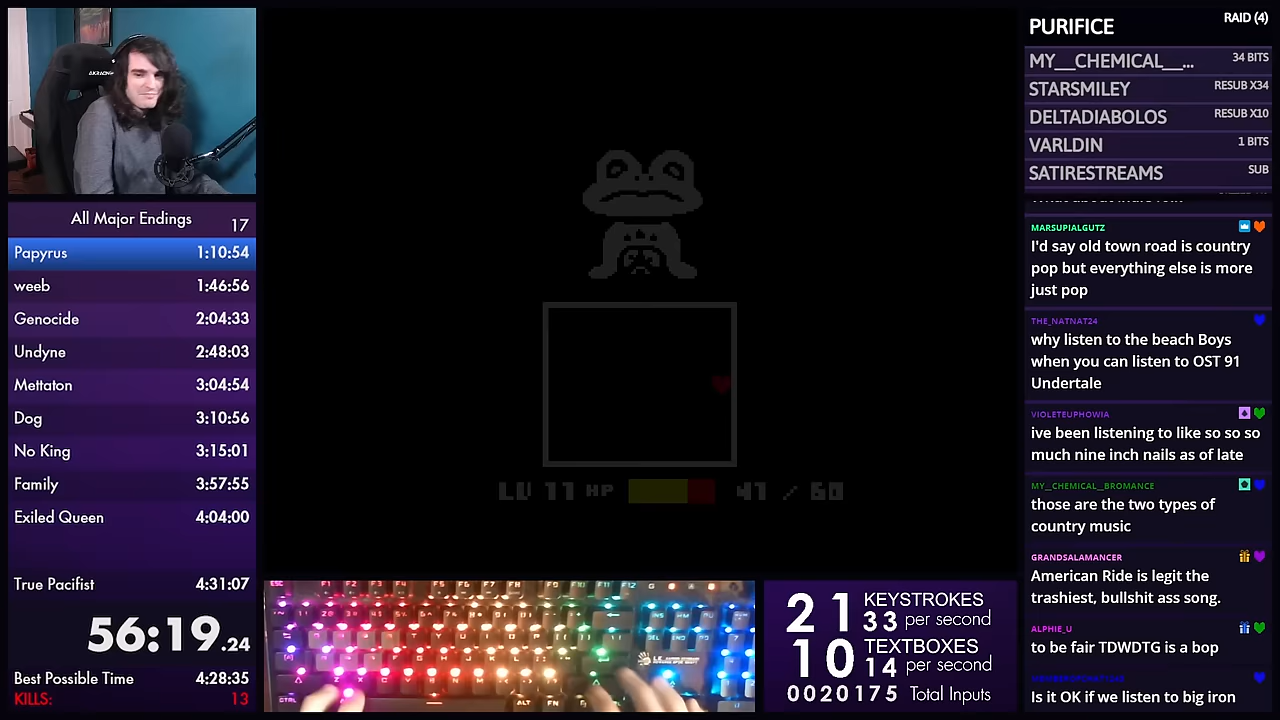 AKRACING
All Major Endings
17
Papyrus 1:10:54
weeb 1:46:56
Genocide 2:04:33
Undyne 2:48:03
Mettaton 3:04:54
Dog 3:10:56
No King 3:15:01
Family 3:57:55
Exiled Queen 4:04:00
True Pacifist 4:31:07
56:19.24
Best Possible Time 4:28:35
KILLS: 13
LV 11 HP 41 / 60
21 33 KEYSTROKES per second
10 14 TEXTBOXES per second
0020175 Total Inputs
PURIFICE RAID (4)
MY__CHEMICAL__... 34 BITS
STARSMILEY RESUB X34
DELTADIABOLOS RESUB X10
VARLDIN 1 BITS
SATIRESTREAMS SUB
MARSUPIALGUTZ
I'd say old town road is country
pop but everything else is more
just pop
THE_NATNAT24
why listen to the beach Boys
when you can listen to OST 91
Undertale
VIOLETEUPHOWIA
ive been listening to like so so so
much nine inch nails as of late
MY__CHEMICAL_BROMANCE
those are the two types of
country music
GRANDSALAMANCER
American Ride is legit the
trashiest, bullshit ass song.
ALPHIE_U
to be fair TDWDTG is a bop
Is it OK if we listen to big iron